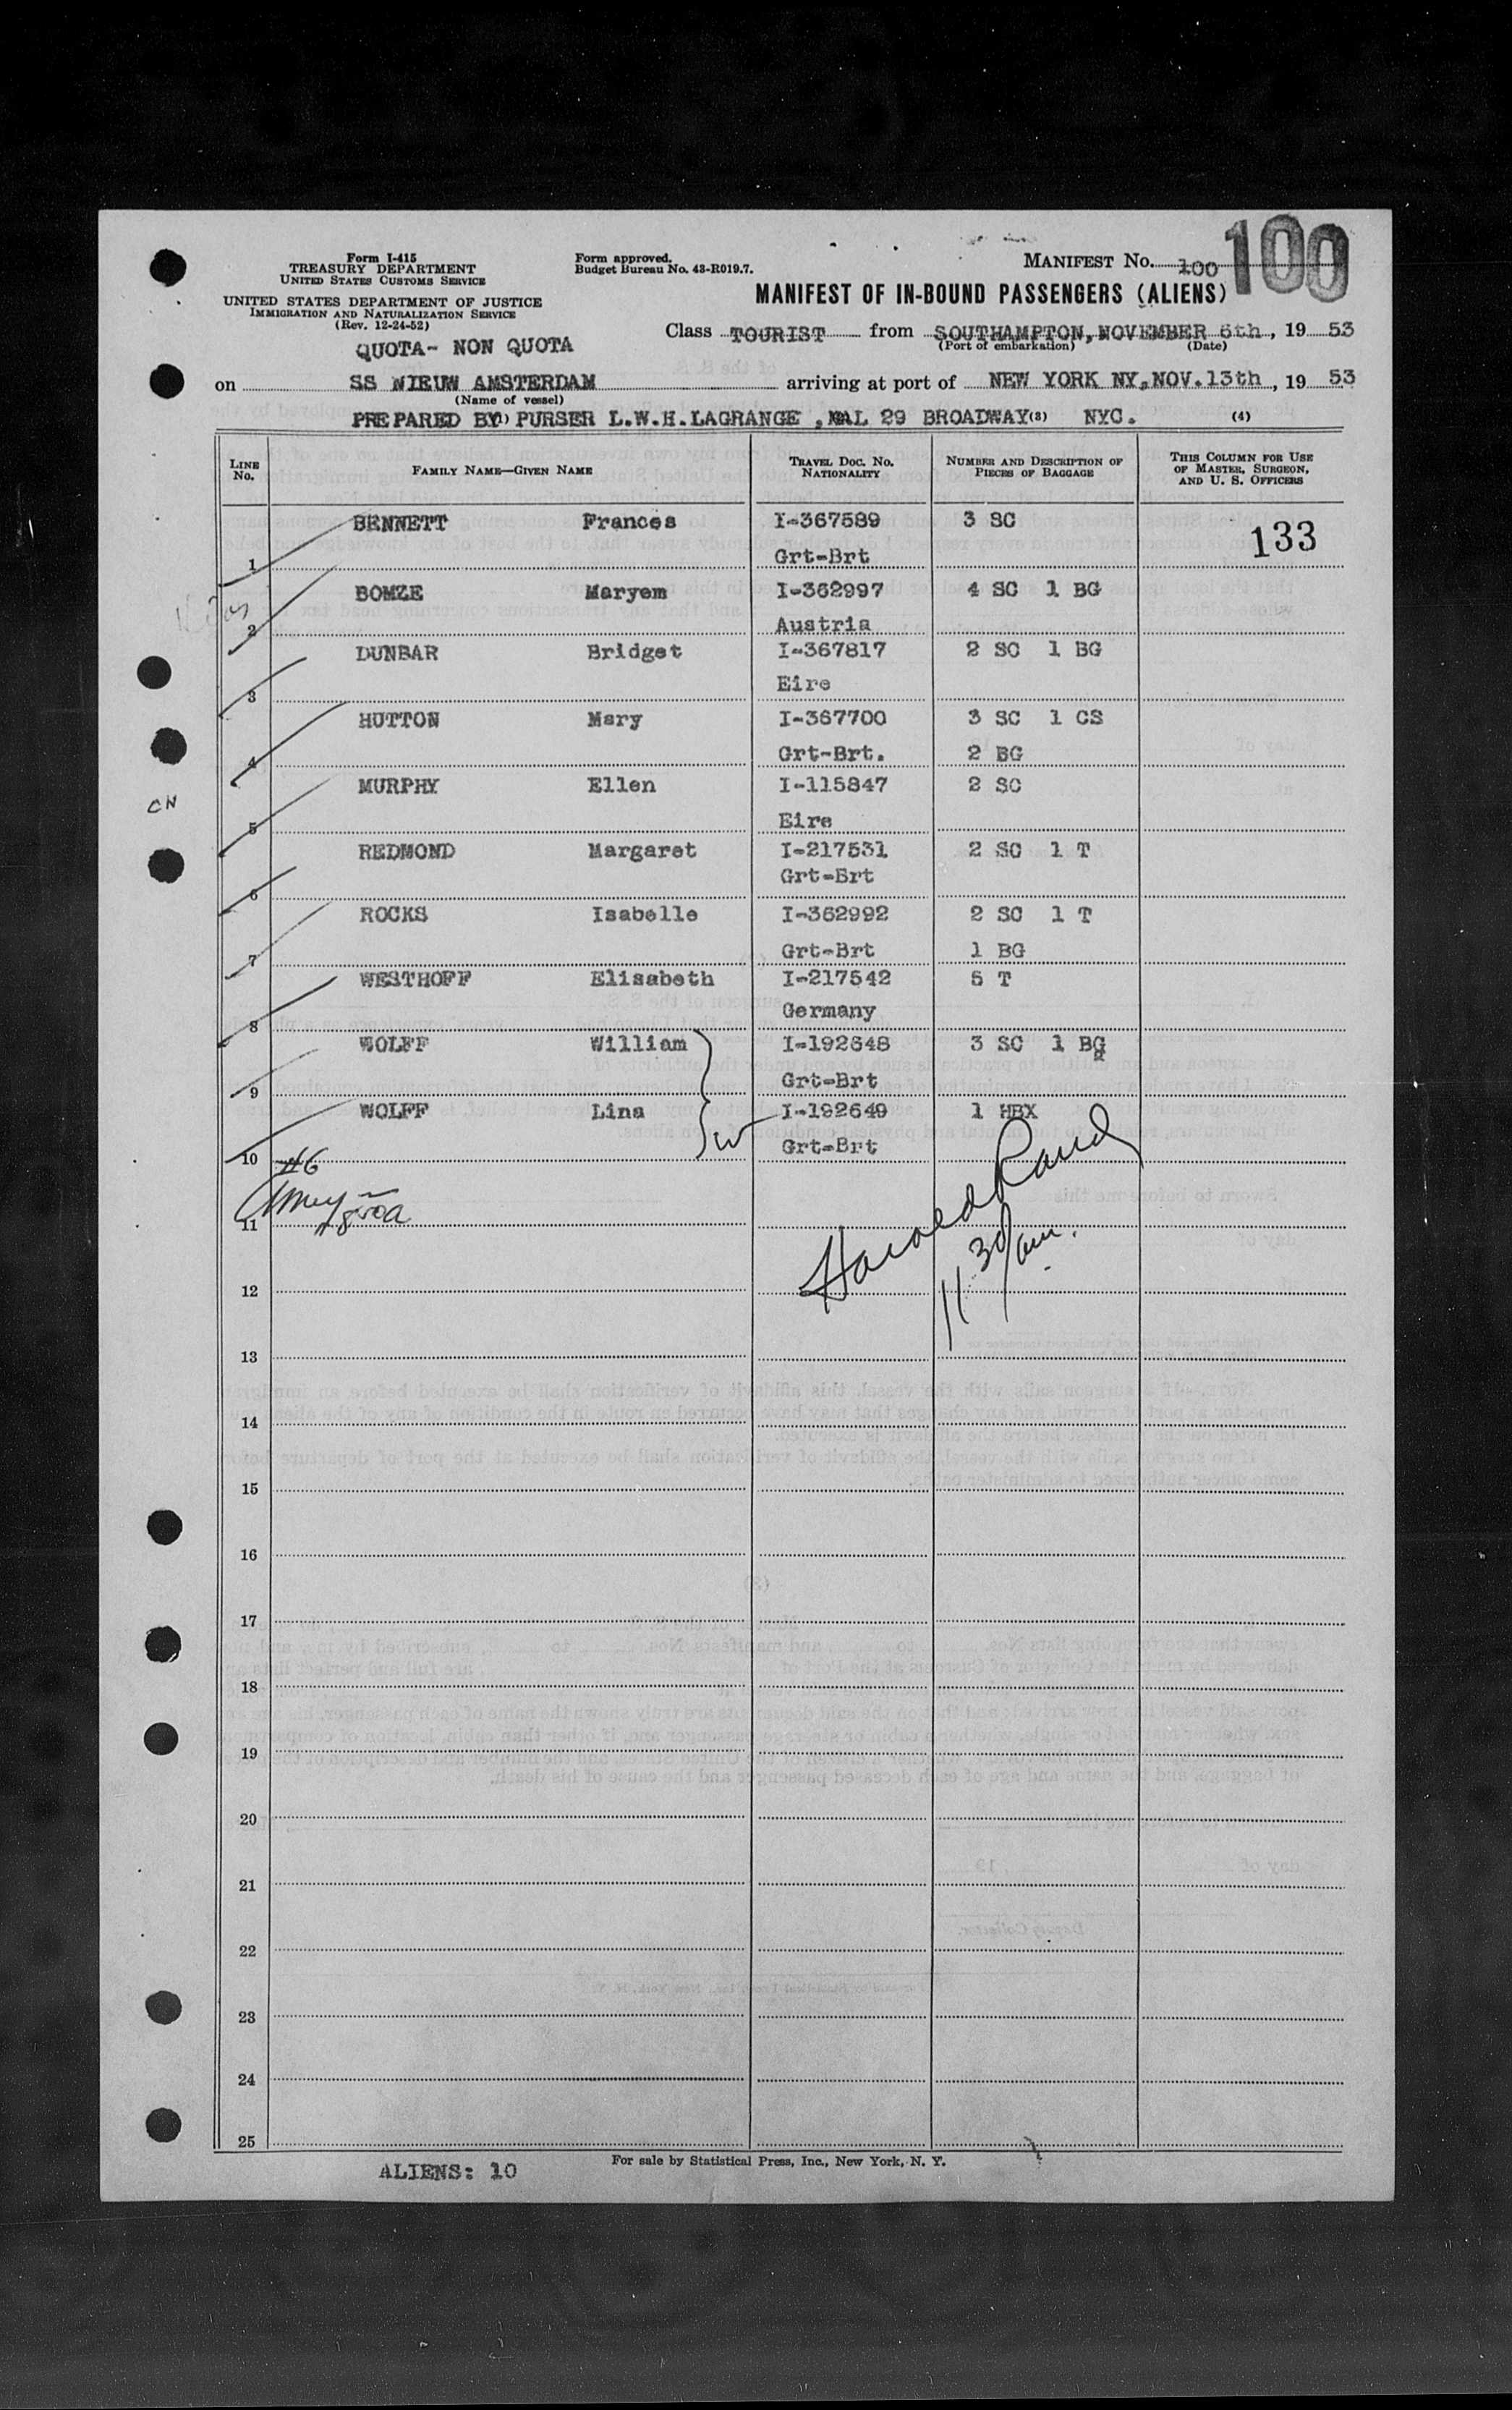 Form I-415
TREASURY DEPARTMENT
UNITED STATES CUSTOMS SERVICE
UNITED STATES DEPARTMENT OF JUSTICE
IMMIGRATION AND NATURALIZATION SERVICE
(Rev. 12-24-52)
Form approved.
Budget Bureau No. 43-R019.7.
MANIFEST No. 100
100
MANIFEST OF IN-BOUND PASSENGERS (ALIENS)
QUOTA- NON QUOTA
Class TOURIST from SOUTHAMPTON, NOVEMBER 6th, 19 53
(Port of embarkation) (Date)
on SS NIEUW AMSTERDAM arriving at port of NEW YORK NY, NOV. 13th, 19 53
(Name of vessel)
PREPARED BY PURSER L.W.H.LAGRANGE , NAL 29 BROADWAY (3) NYC. (4)
LINE No. FAMILY NAME—GIVEN NAME TRAVEL DOC. No. NATIONALITY NUMBER AND DESCRIPTION OF PIECES OF BAGGAGE THIS COLUMN FOR USE OF MASTER, SURGEON, AND U. S. OFFICERS
BENNETT Frances I-367589 3 SC 133
1 Grt-Brt
BOMZE Maryem I-362997 4 SC 1 BG
2 Austria
DUNBAR Bridget I-367817 2 SC 1 BG
3 Eire
HUTTON Mary I-367700 3 SC 1 CS
4 Grt-Brt. 2 BG
CN
MURPHY Ellen I-115847 2 SC
5 Eire
REDMOND Margaret I-217531 2 SC 1 T
6 Grt-Brt
ROCKS Isabelle I-362992 2 SC 1 T
7 Grt-Brt 1 BG
WESTHOFF Elisabeth I-217542 5 T
8 Germany
WOLFF William I-192648 3 SC 1 BG
9 Grt-Brt
WOLFF Lina I-192649 1 HBX
10 Grt-Brt
#6
11
Harold Rand
11:30 am.
12
13
14
15
16
17
18
19
20
21
22
23
24
25
ALIENS: 10
For sale by Statistical Press, Inc., New York, N. Y.